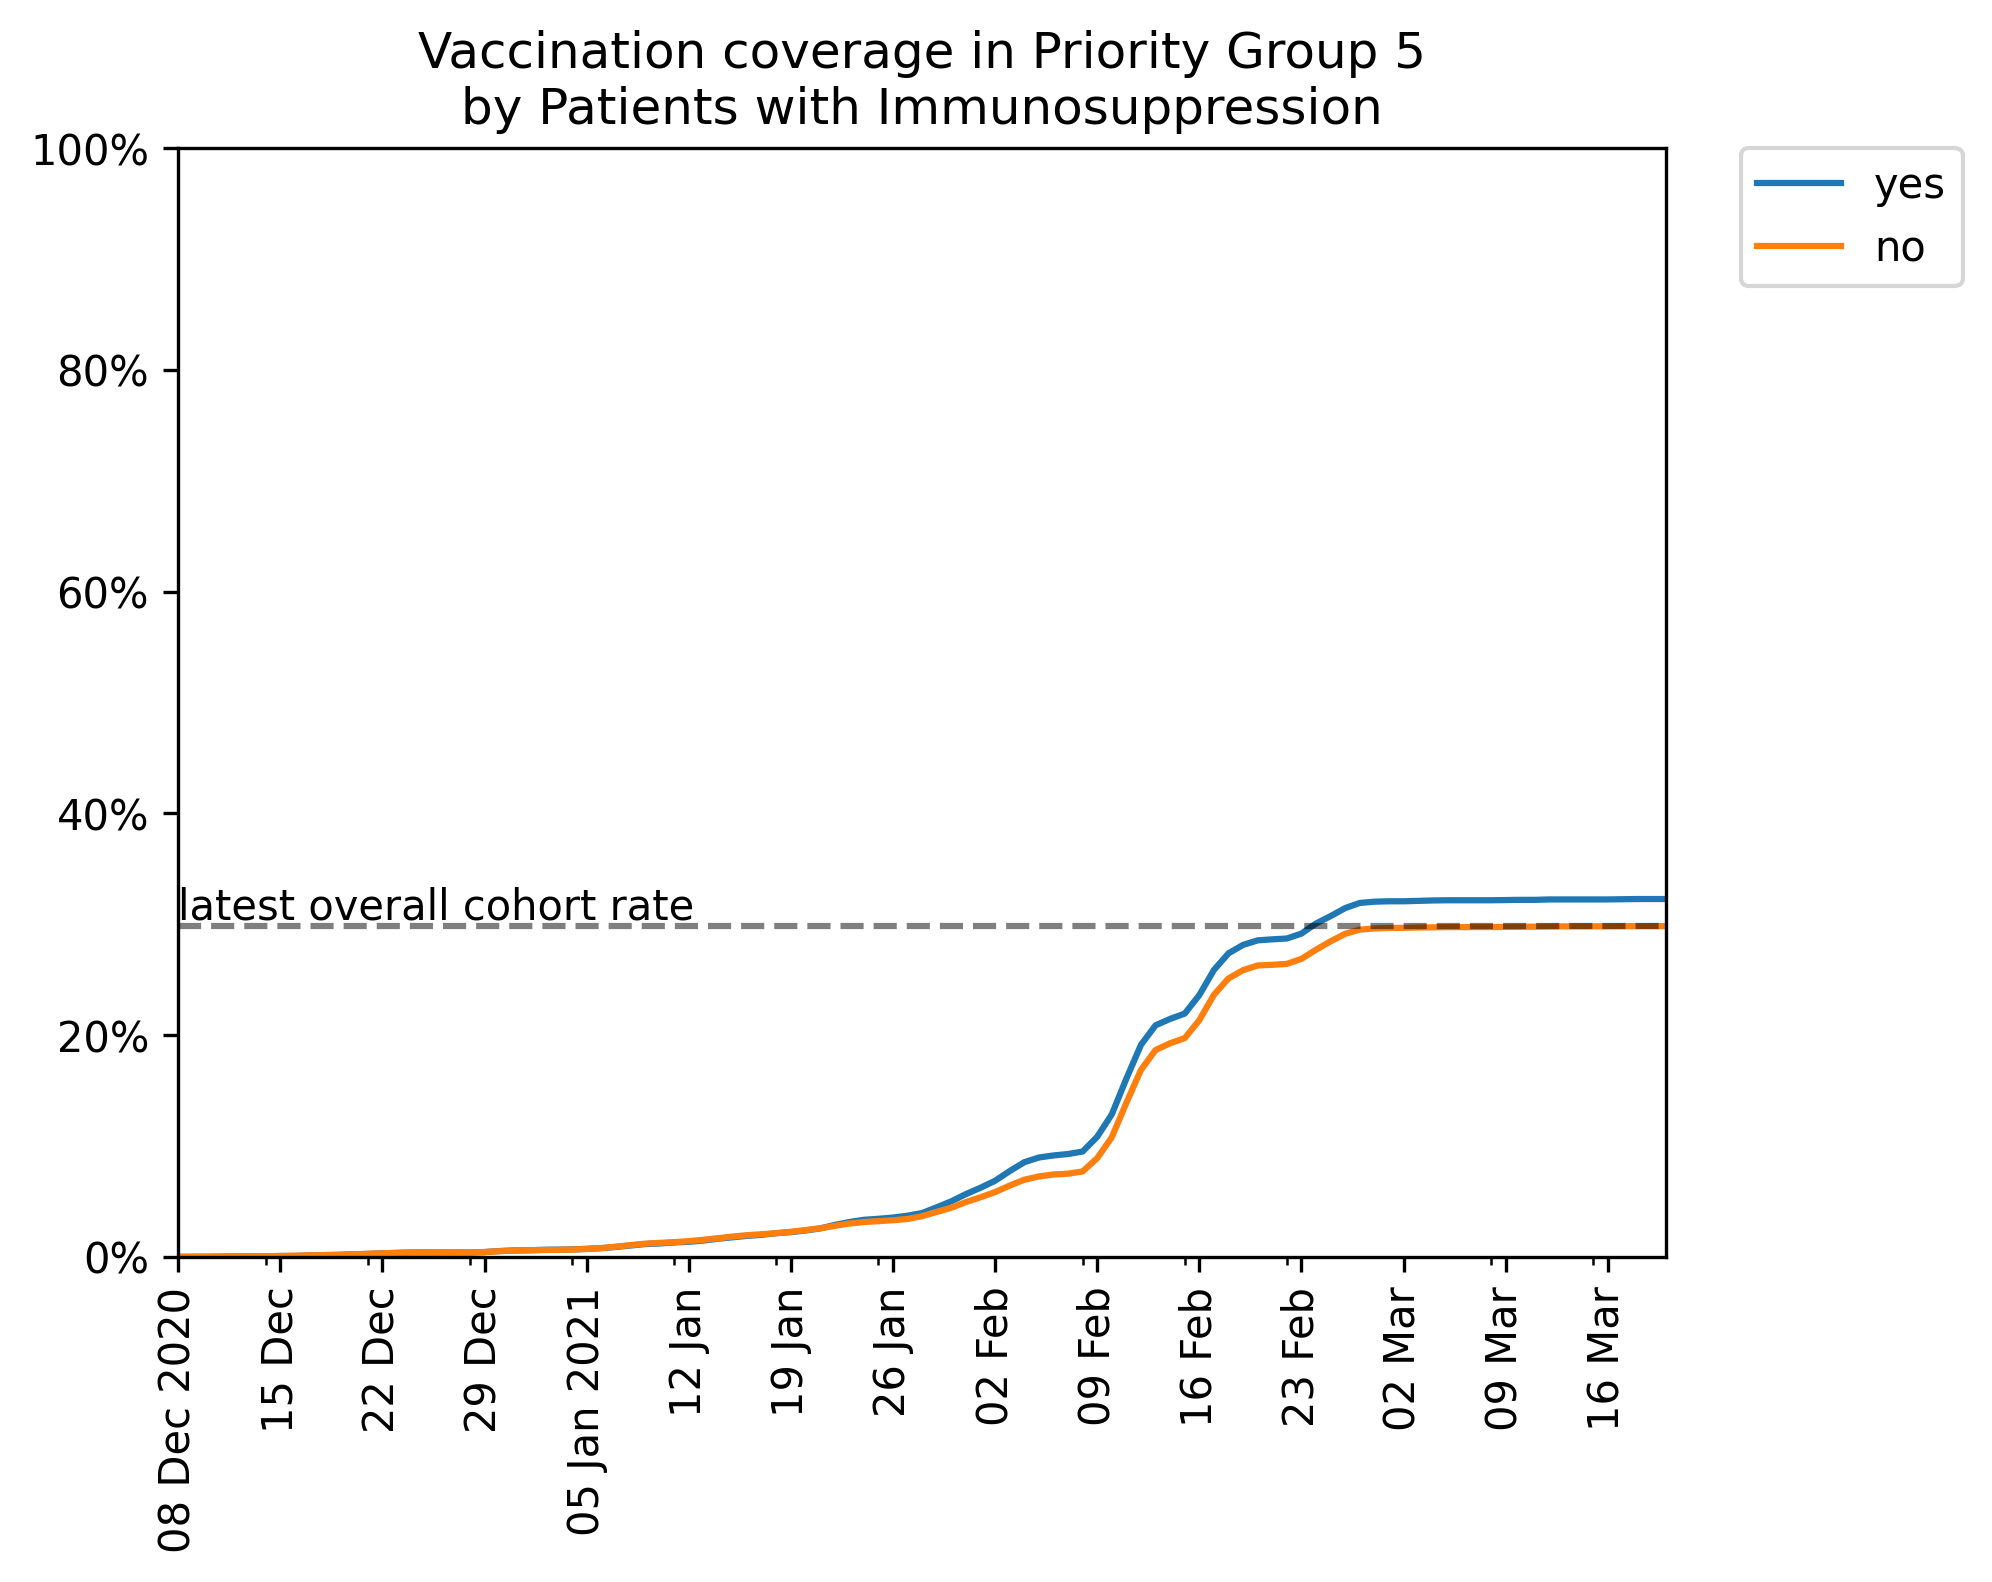 Vaccination coverage in Priority Group 5
by Patients with Immunosuppression
100%
80%
60%
40%
20%
0%
latest overall cohort rate
yes
no
08 Dec 2020
15 Dec
22 Dec
29 Dec
05 Jan 2021
12 Jan
19 Jan
26 Jan
02 Feb
09 Feb
16 Feb
23 Feb
02 Mar
09 Mar
16 Mar